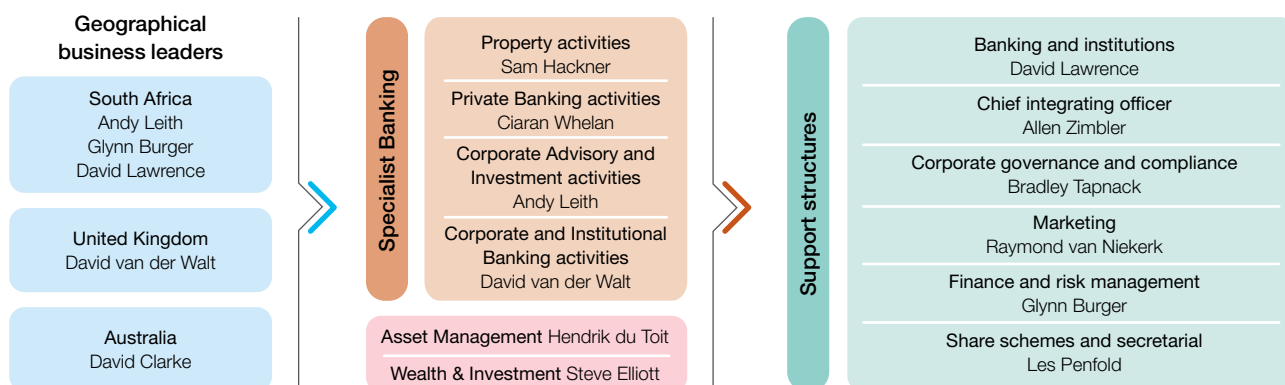 Geographical
business leaders
South Africa
Andy Leith
Glynn Burger
David Lawrence
United Kingdom
David van der Walt
Australia
David Clarke
Specialist Banking
Property activities
Sam Hackner
Private Banking activities
Ciaran Whelan
Corporate Advisory and
Investment activities
Andy Leith
Corporate and Institutional
Banking activities
David van der Walt
Asset Management Hendrik du Toit
Wealth & Investment Steve Elliott
Support structures
Banking and institutions
David Lawrence
Chief integrating officer
Allen Zimbler
Corporate governance and compliance
Bradley Tapnack
Marketing
Raymond van Niekerk
Finance and risk management
Glynn Burger
Share schemes and secretarial
Les Penfold